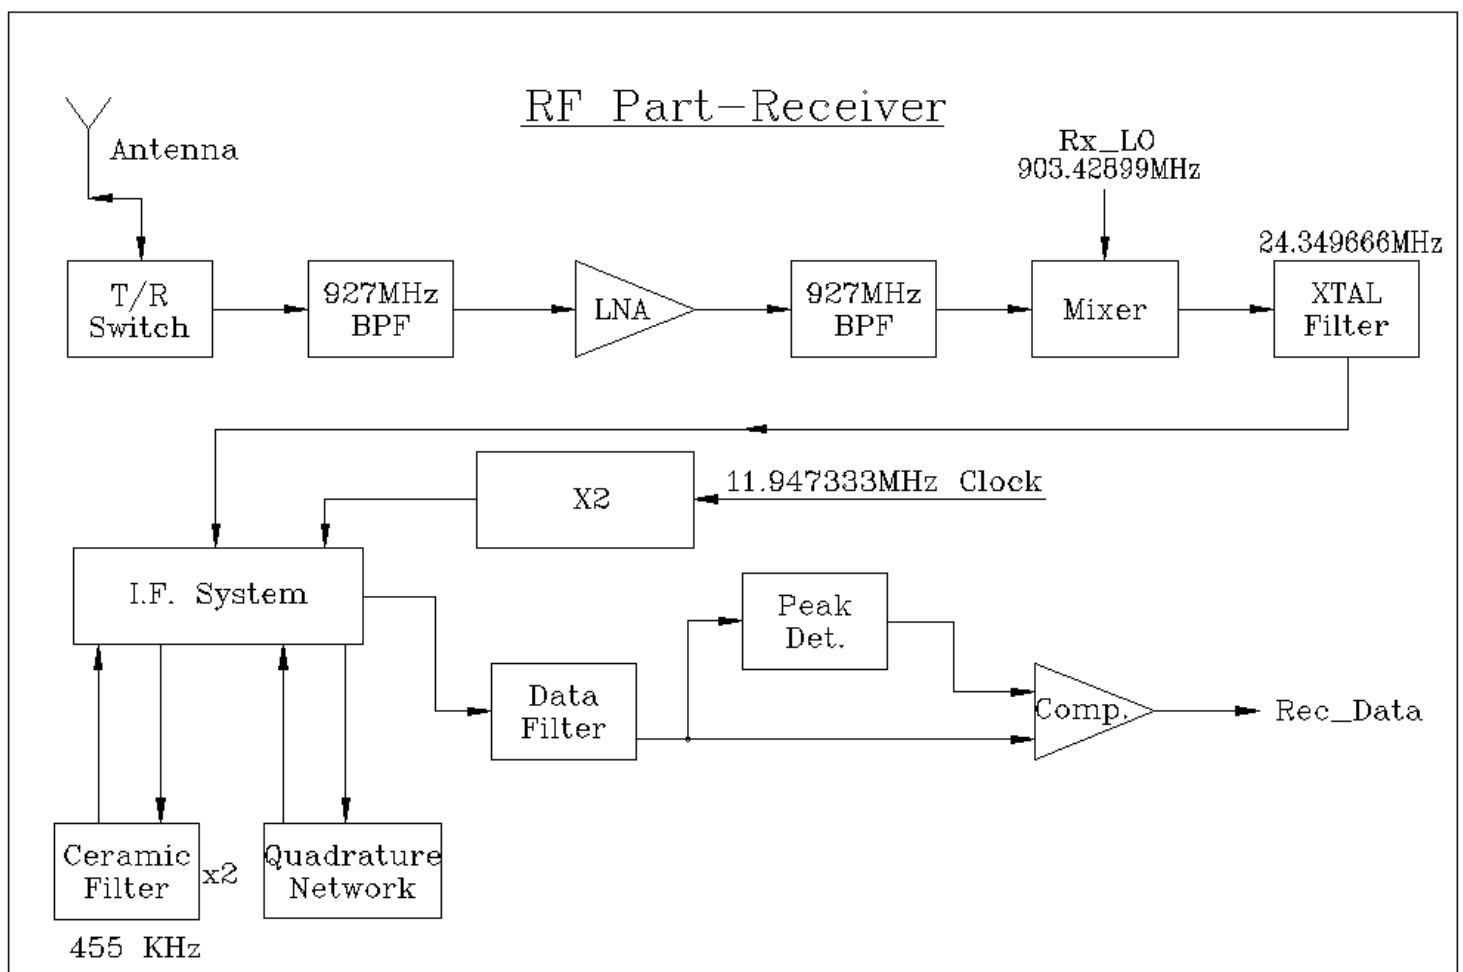 RF Part-Receiver
Antenna
Rx_LO
903.42899MHz
24.349666MHz
T/R
Switch
927MHz
BPF
LNA
927MHz
BPF
Mixer
XTAL
Filter
X2
11.947333MHz Clock
I.F. System
Peak
Det.
Data
Filter
Comp.
Rec_Data
Ceramic
Filter
x2
Quadrature
Network
455 KHz